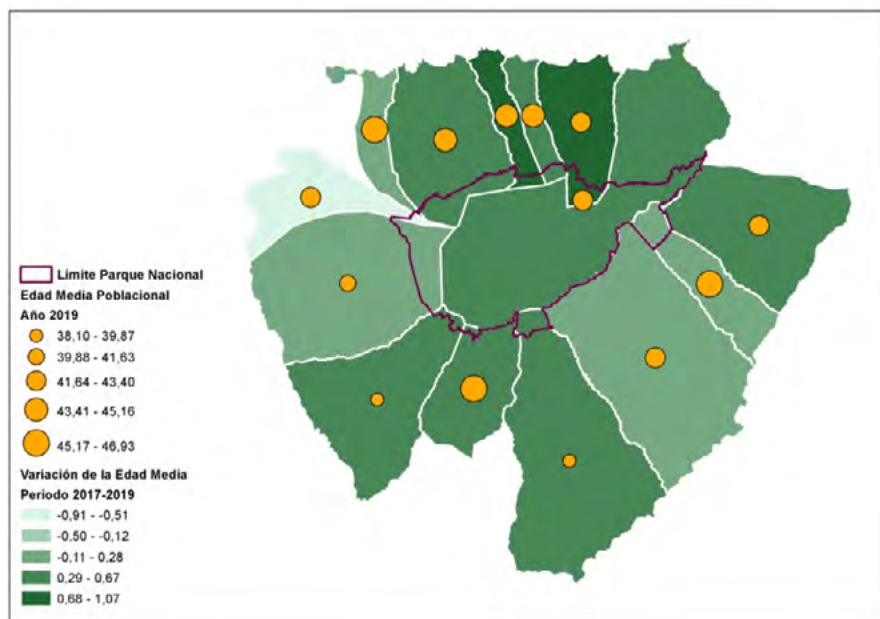 Límite Parque Nacional
Edad Media Poblacional
Año 2019
38,10 - 39,87
39,88 - 41,63
41,64 - 43,40
43,41 - 45,16
45,17 - 46,93
Variación de la Edad Media
Periodo 2017-2019
-0,91 - -0,51
-0,50 - -0,12
-0,11 - 0,28
0,29 - 0,67
0,68 - 1,07